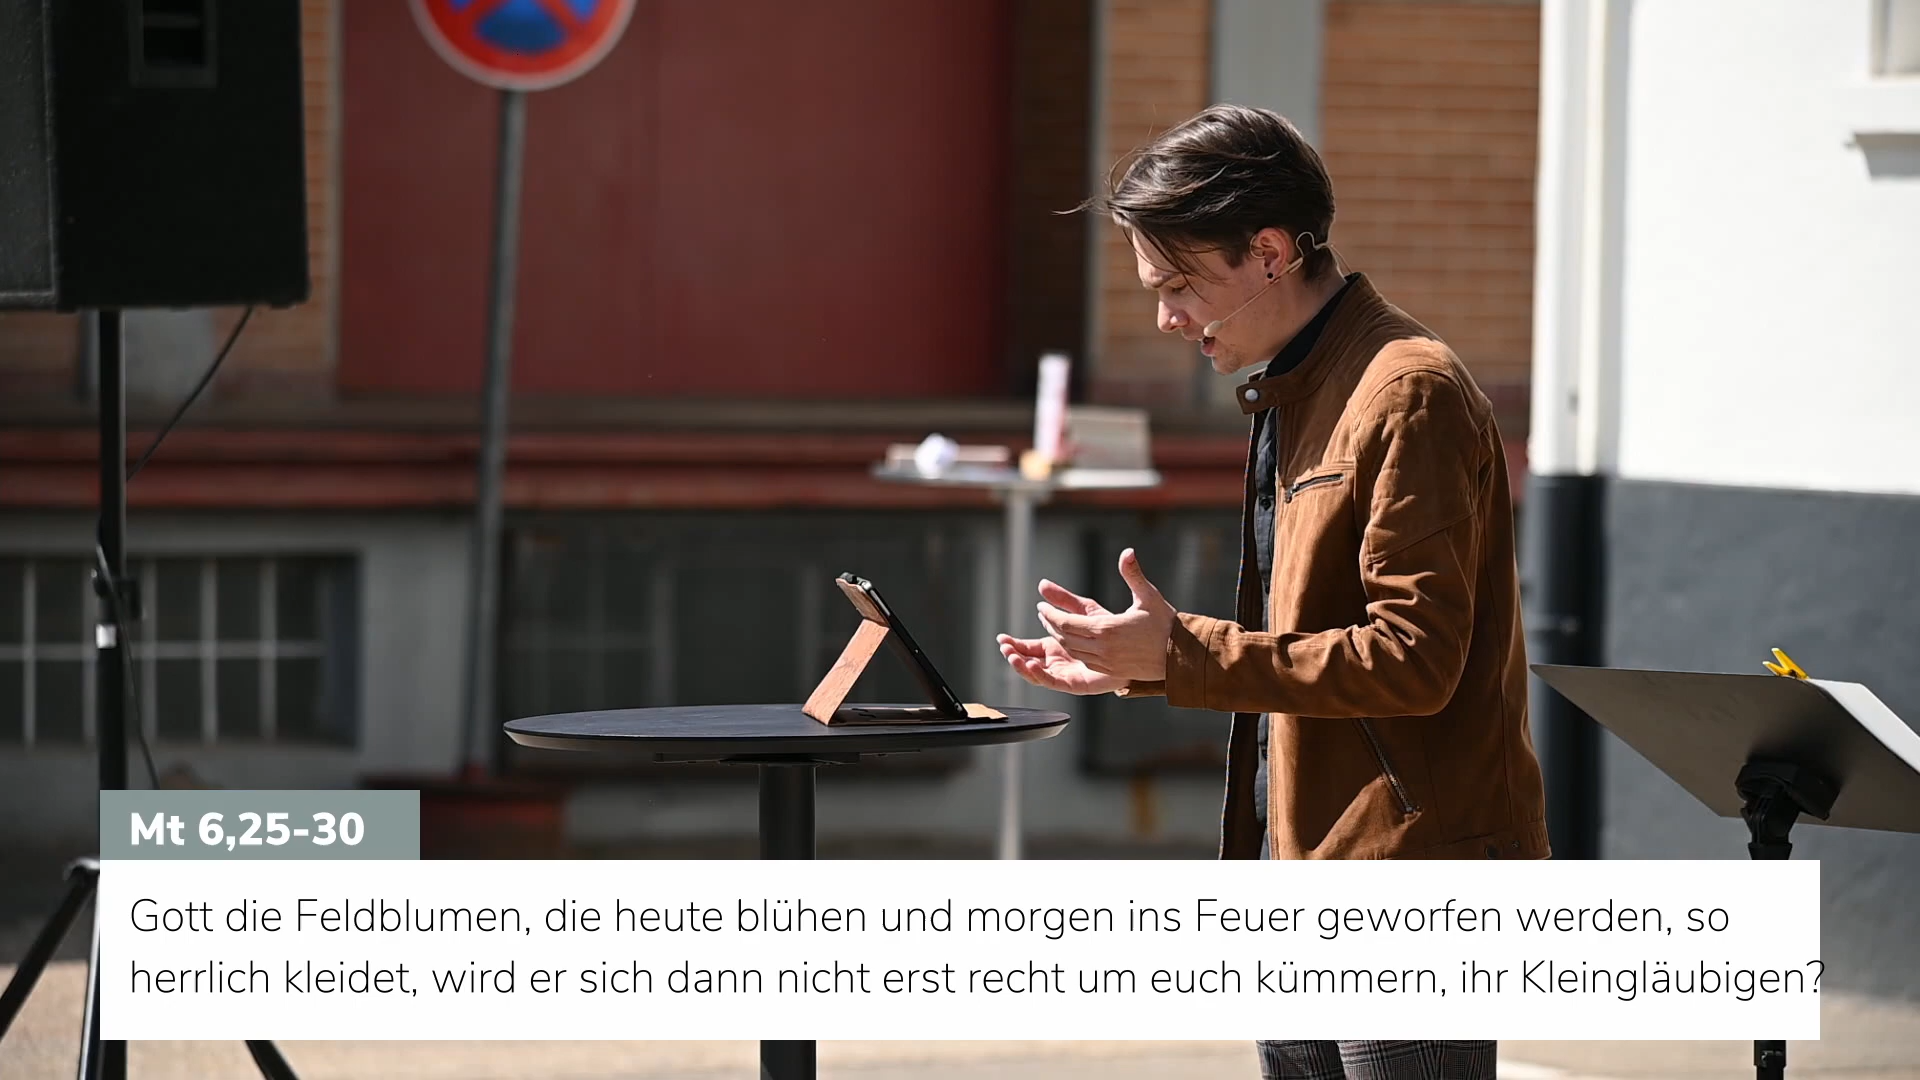 Mt 6,25-30
Gott die Feldblumen, die heute blühen und morgen ins Feuer geworfen werden, so
herrlich kleidet, wird er sich dann nicht erst recht um euch kümmern, ihr Kleingläubigen?